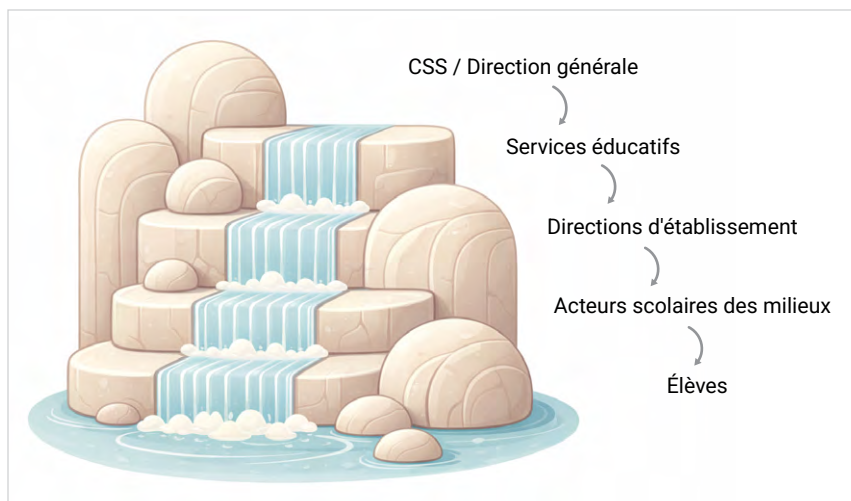 CSS / Direction générale
Services éducatifs
Directions d'établissement
Acteurs scolaires des milieux
Élèves